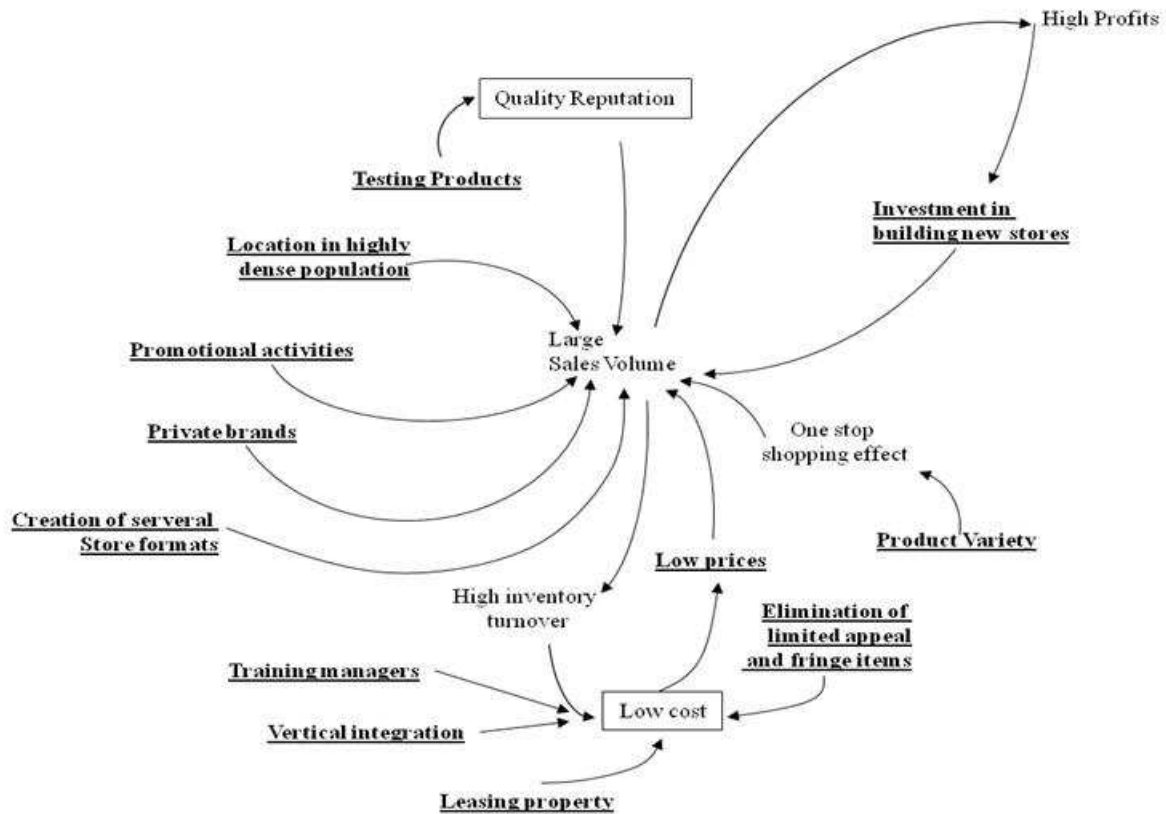 High Profits
Quality Reputation
Testing Products
Investment in
building new stores
Location in highly
dense population
Large
Sales Volume
Promotional activities
One stop
shopping effect
Private brands
Creation of serveral
Store formats
Product Variety
Low prices
High inventory
turnover
Elimination of
limited appeal
and fringe items
Training managers
Low cost
Vertical integration
Leasing property